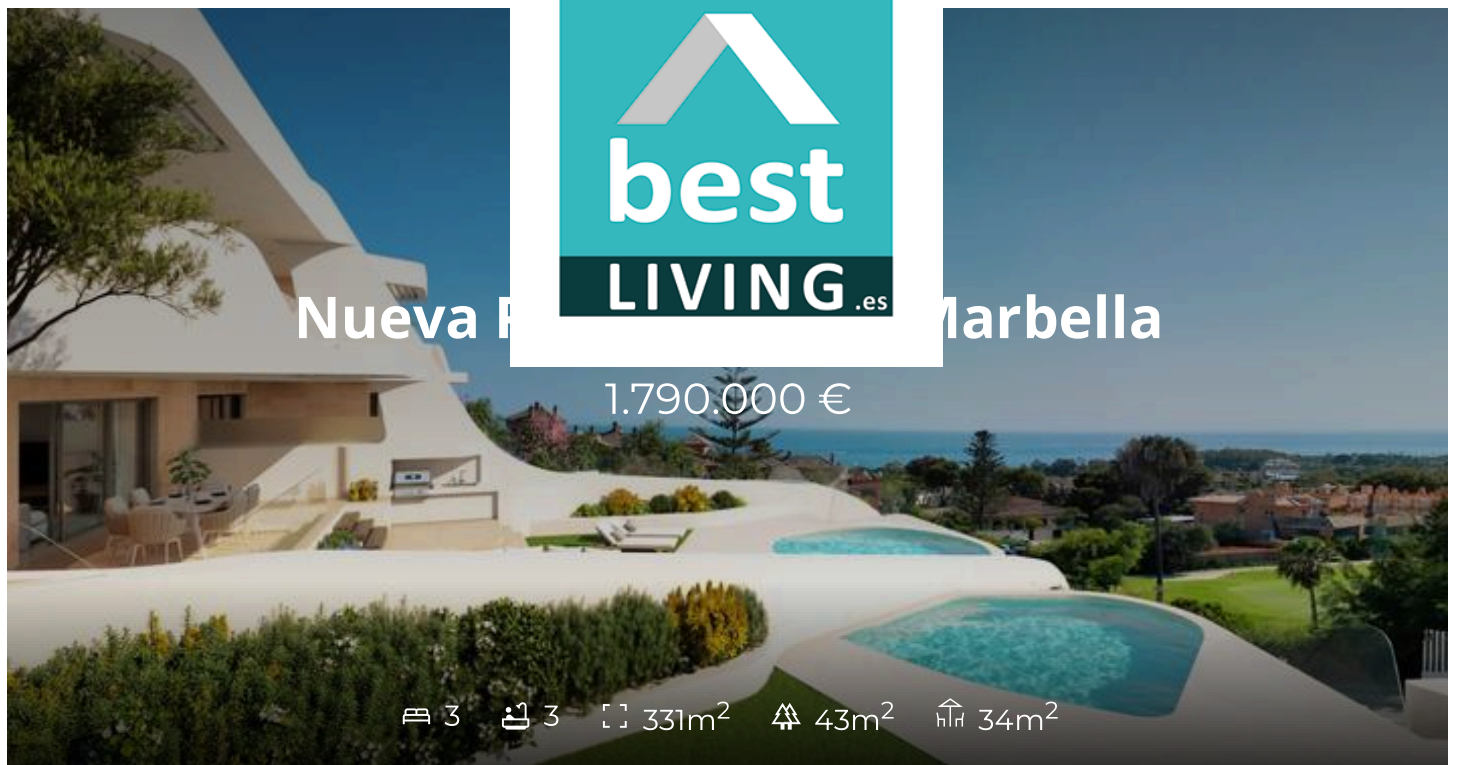 best
LIVING.es
Nueva Marbella
1.790.000 €
3 3 331m² 43m² 34m²